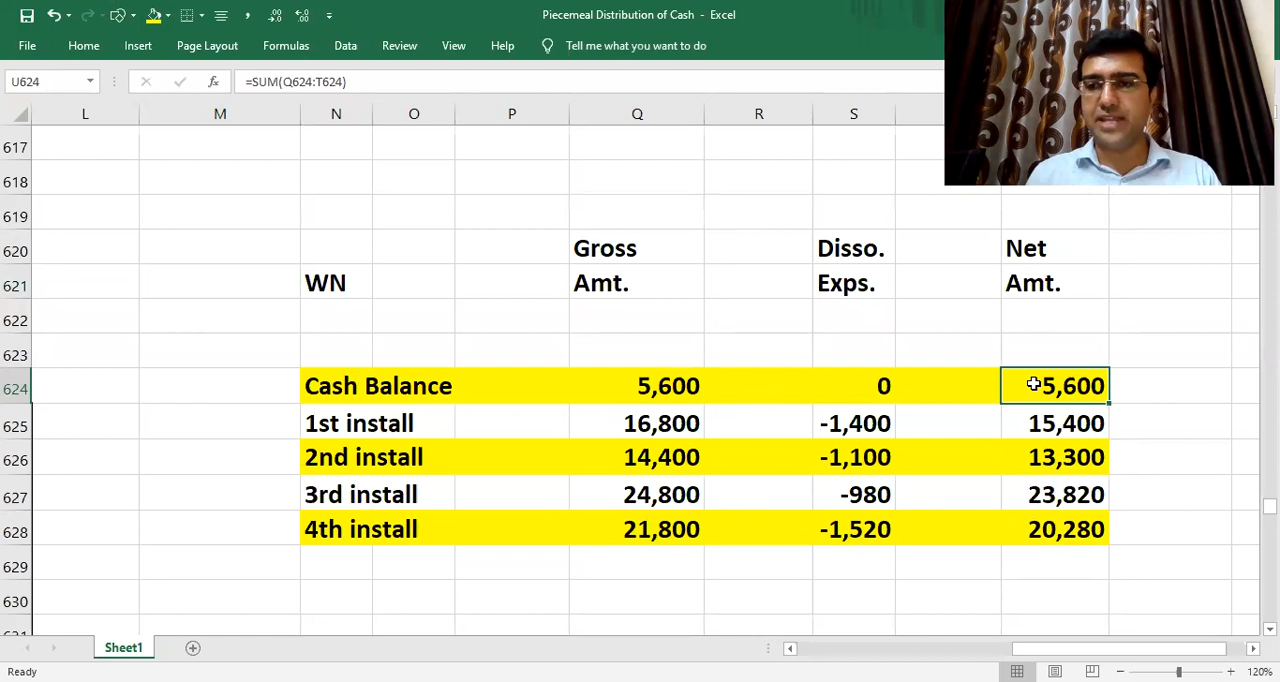 Piecemeal Distribution of Cash - Excel
File Home Insert Page Layout Formulas Data Review View Help Tell me what you want to do
U624 fx =SUM(Q624:T624)
L M N O P Q R S
617
618
619
620 Gross Disso. Net
621 WN Amt. Exps. Amt.
622
623
624 Cash Balance 5,600 0 5,600
625 1st install 16,800 -1,400 15,400
626 2nd install 14,400 -1,100 13,300
627 3rd install 24,800 -980 23,820
628 4th install 21,800 -1,520 20,280
629
630
Sheet1
Ready 120%